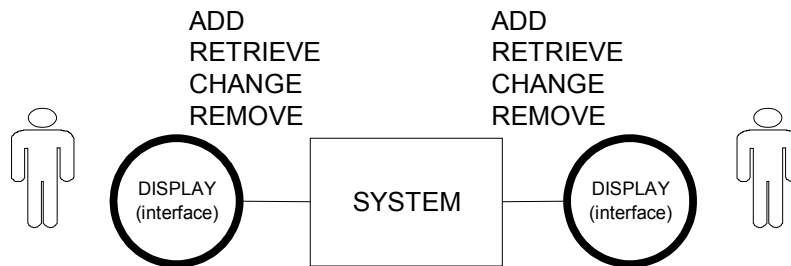 ADD
RETRIEVE
CHANGE
REMOVE
ADD
RETRIEVE
CHANGE
REMOVE
DISPLAY
(interface)
SYSTEM
DISPLAY
(interface)